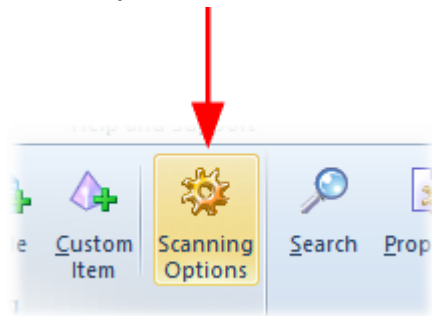 Help and Support
Custom
Item
Scanning
Options
Search
Prop